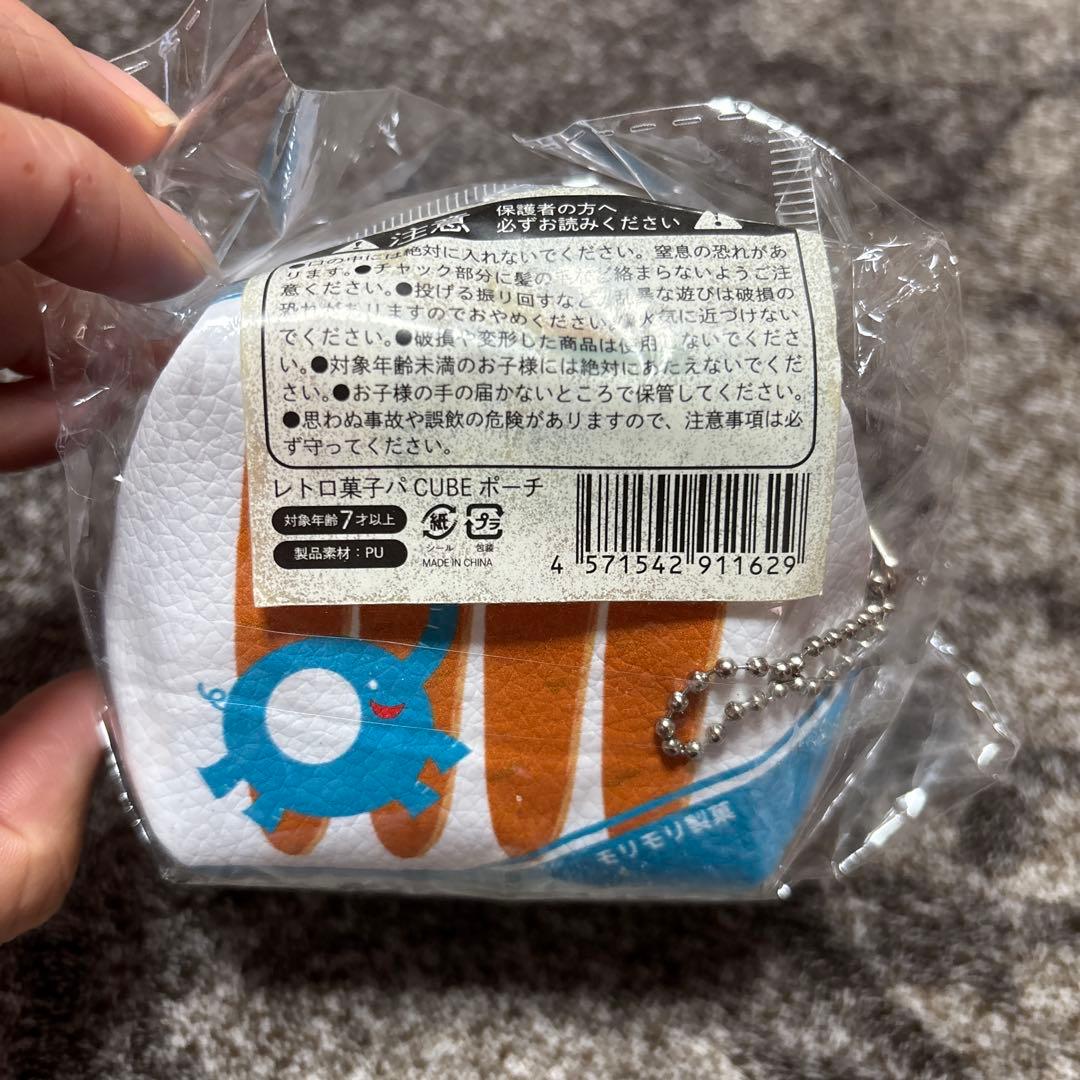 注意 保護者の方へ
必ずお読みください
●口の中には絶対に入れないでください。窒息の恐れがあ
ります。●チャック部分に髪の毛などが絡まらないようご注
意ください。●投げる振り回すなどの乱暴な遊びは破損の
恐れがありますのでおやめください。●火気に近づけない
でください。●破損や変形した商品は使用しないでくださ
い。●対象年齢未満のお子様には絶対にあたえないでくだ
さい。●お子様の手の届かないところで保管してください。
●思わぬ事故や誤飲の危険がありますので、注意事項は必
ず守ってください。
レトロ菓子パ CUBE ポーチ
対象年齢7才以上
製品素材：PU
紙
シール
プラ
包装
MADE IN CHINA
4 571542 911629
モリモリ製菓